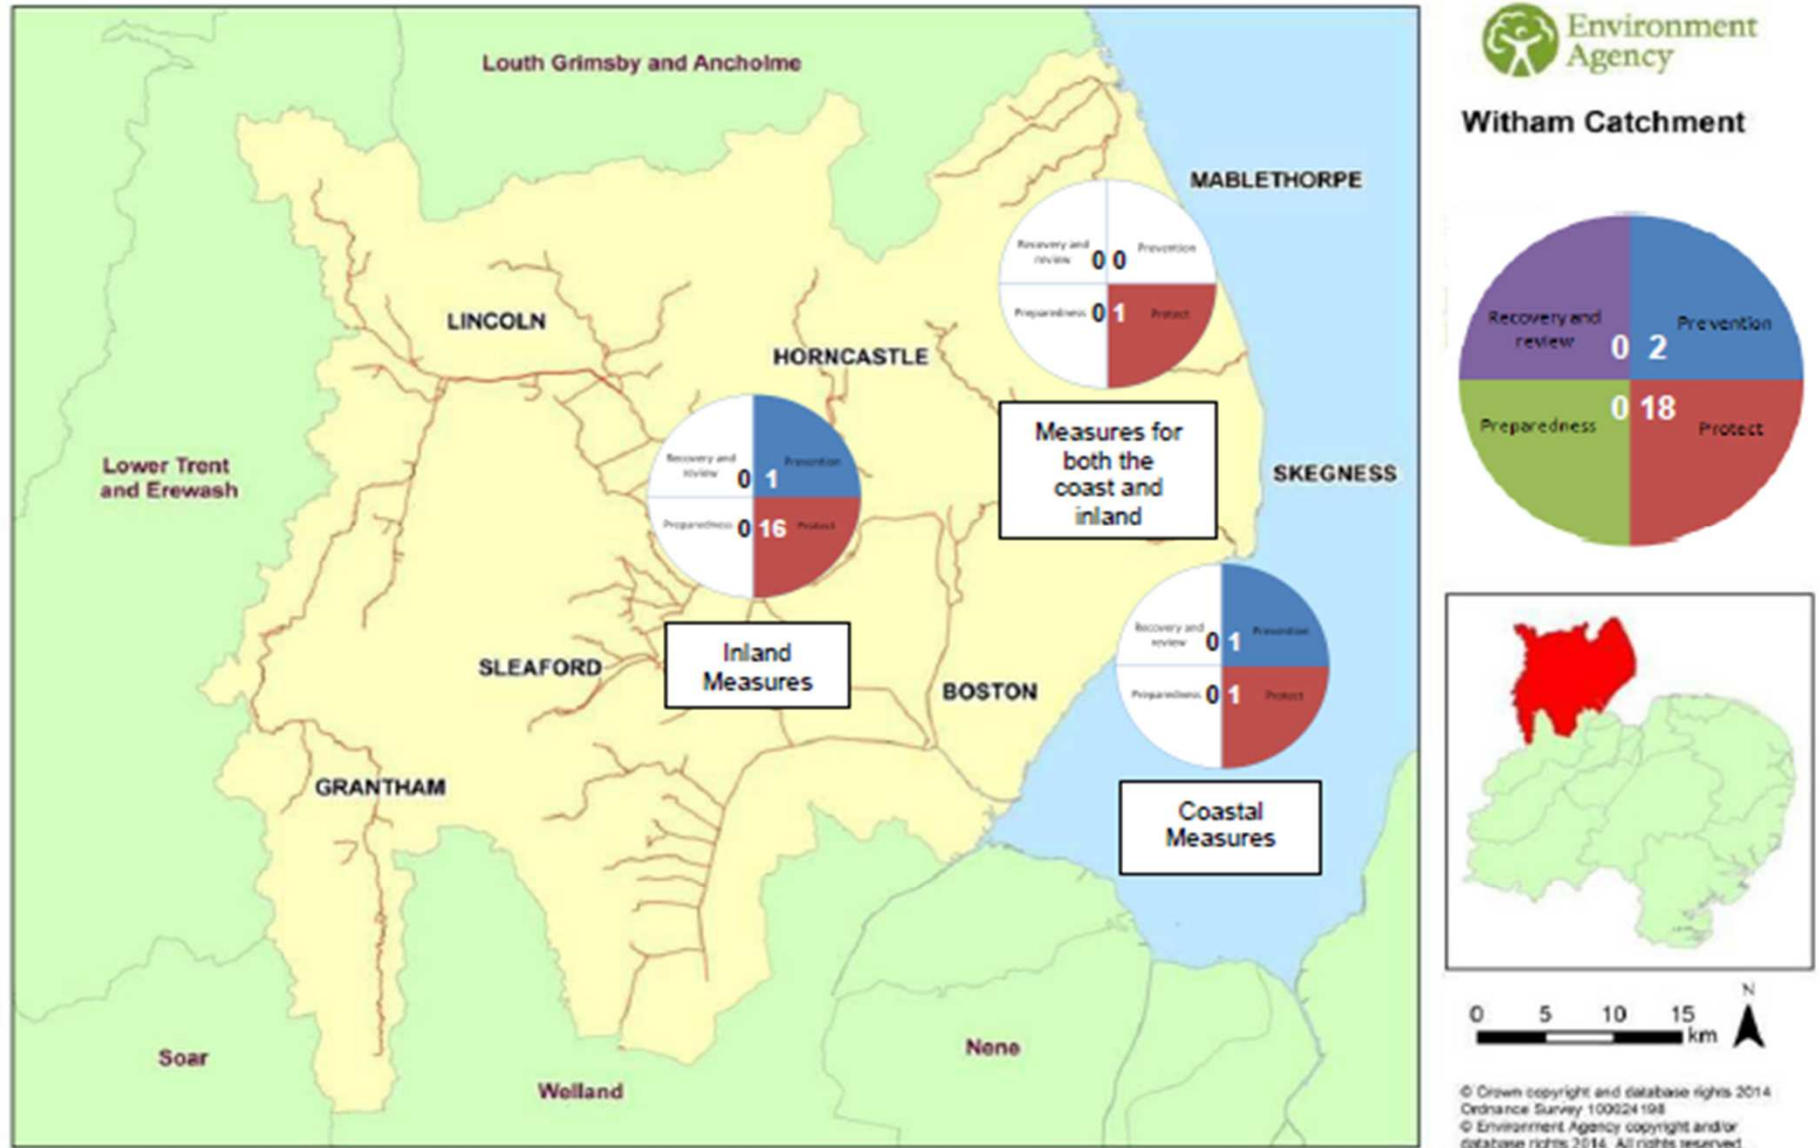 Louth Grimsby and Ancholme
MABLETHORPE
Recovery and
review
0
0
Prevention
Preparedness
0
1
Protect
LINCOLN
HORNCASTLE
Measures for
both the
coast and
inland
SKEGNESS
Lower Trent
and Erewash
Recovery and
review
0
1
Prevention
Preparedness
0
16
Protect
Inland
Measures
SLEAFORD
BOSTON
Recovery and
review
0
1
Prevention
Preparedness
0
1
Protect
Coastal
Measures
GRANTHAM
Soar
Welland
Nene
Environment
Agency
Witham Catchment
Recovery and
review
0
2
Prevention
Preparedness
0
18
Protect
N
0 5 10 15
km
© Crown copyright and database rights 2014
Ordnance Survey 100024198
© Environment Agency copyright and/or
database rights 2014. All rights reserved